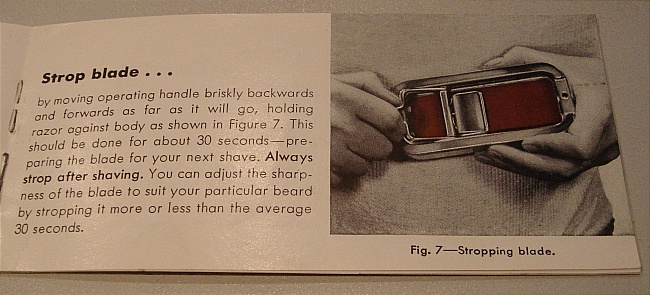 Strop blade . . .
by moving operating handle briskly backwards
and forwards as far as it will go, holding
razor against body as shown in Figure 7. This
should be done for about 30 seconds—pre-
paring the blade for your next shave. Always
strop after shaving. You can adjust the sharp-
ness of the blade to suit your particular beard
by stropping it more or less than the average
30 seconds.
Fig. 7—Stropping blade.